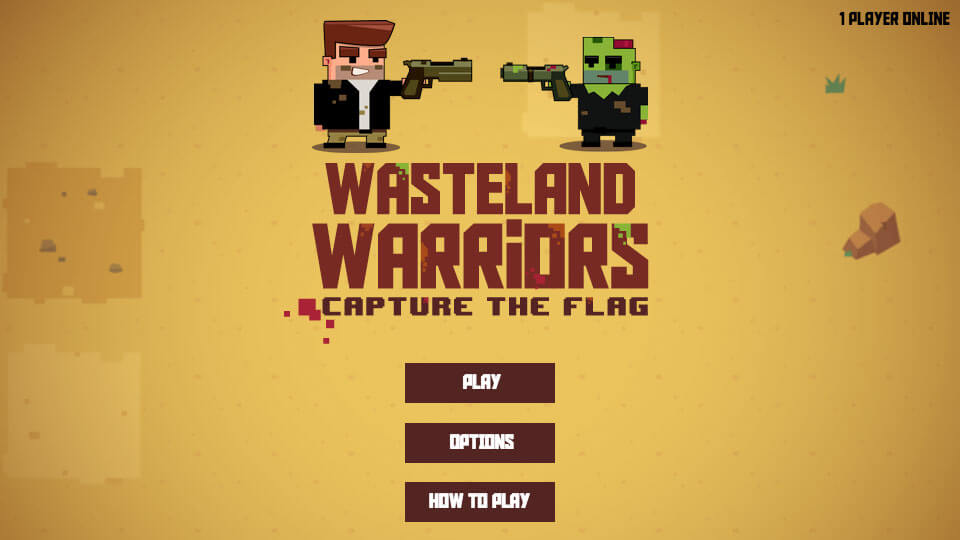 1 PLAYER ONLINE
WASTELAND
WARRiORS
CAPTURE THE FLAG
PLAY
OPTIONS
HOW TO PLAY